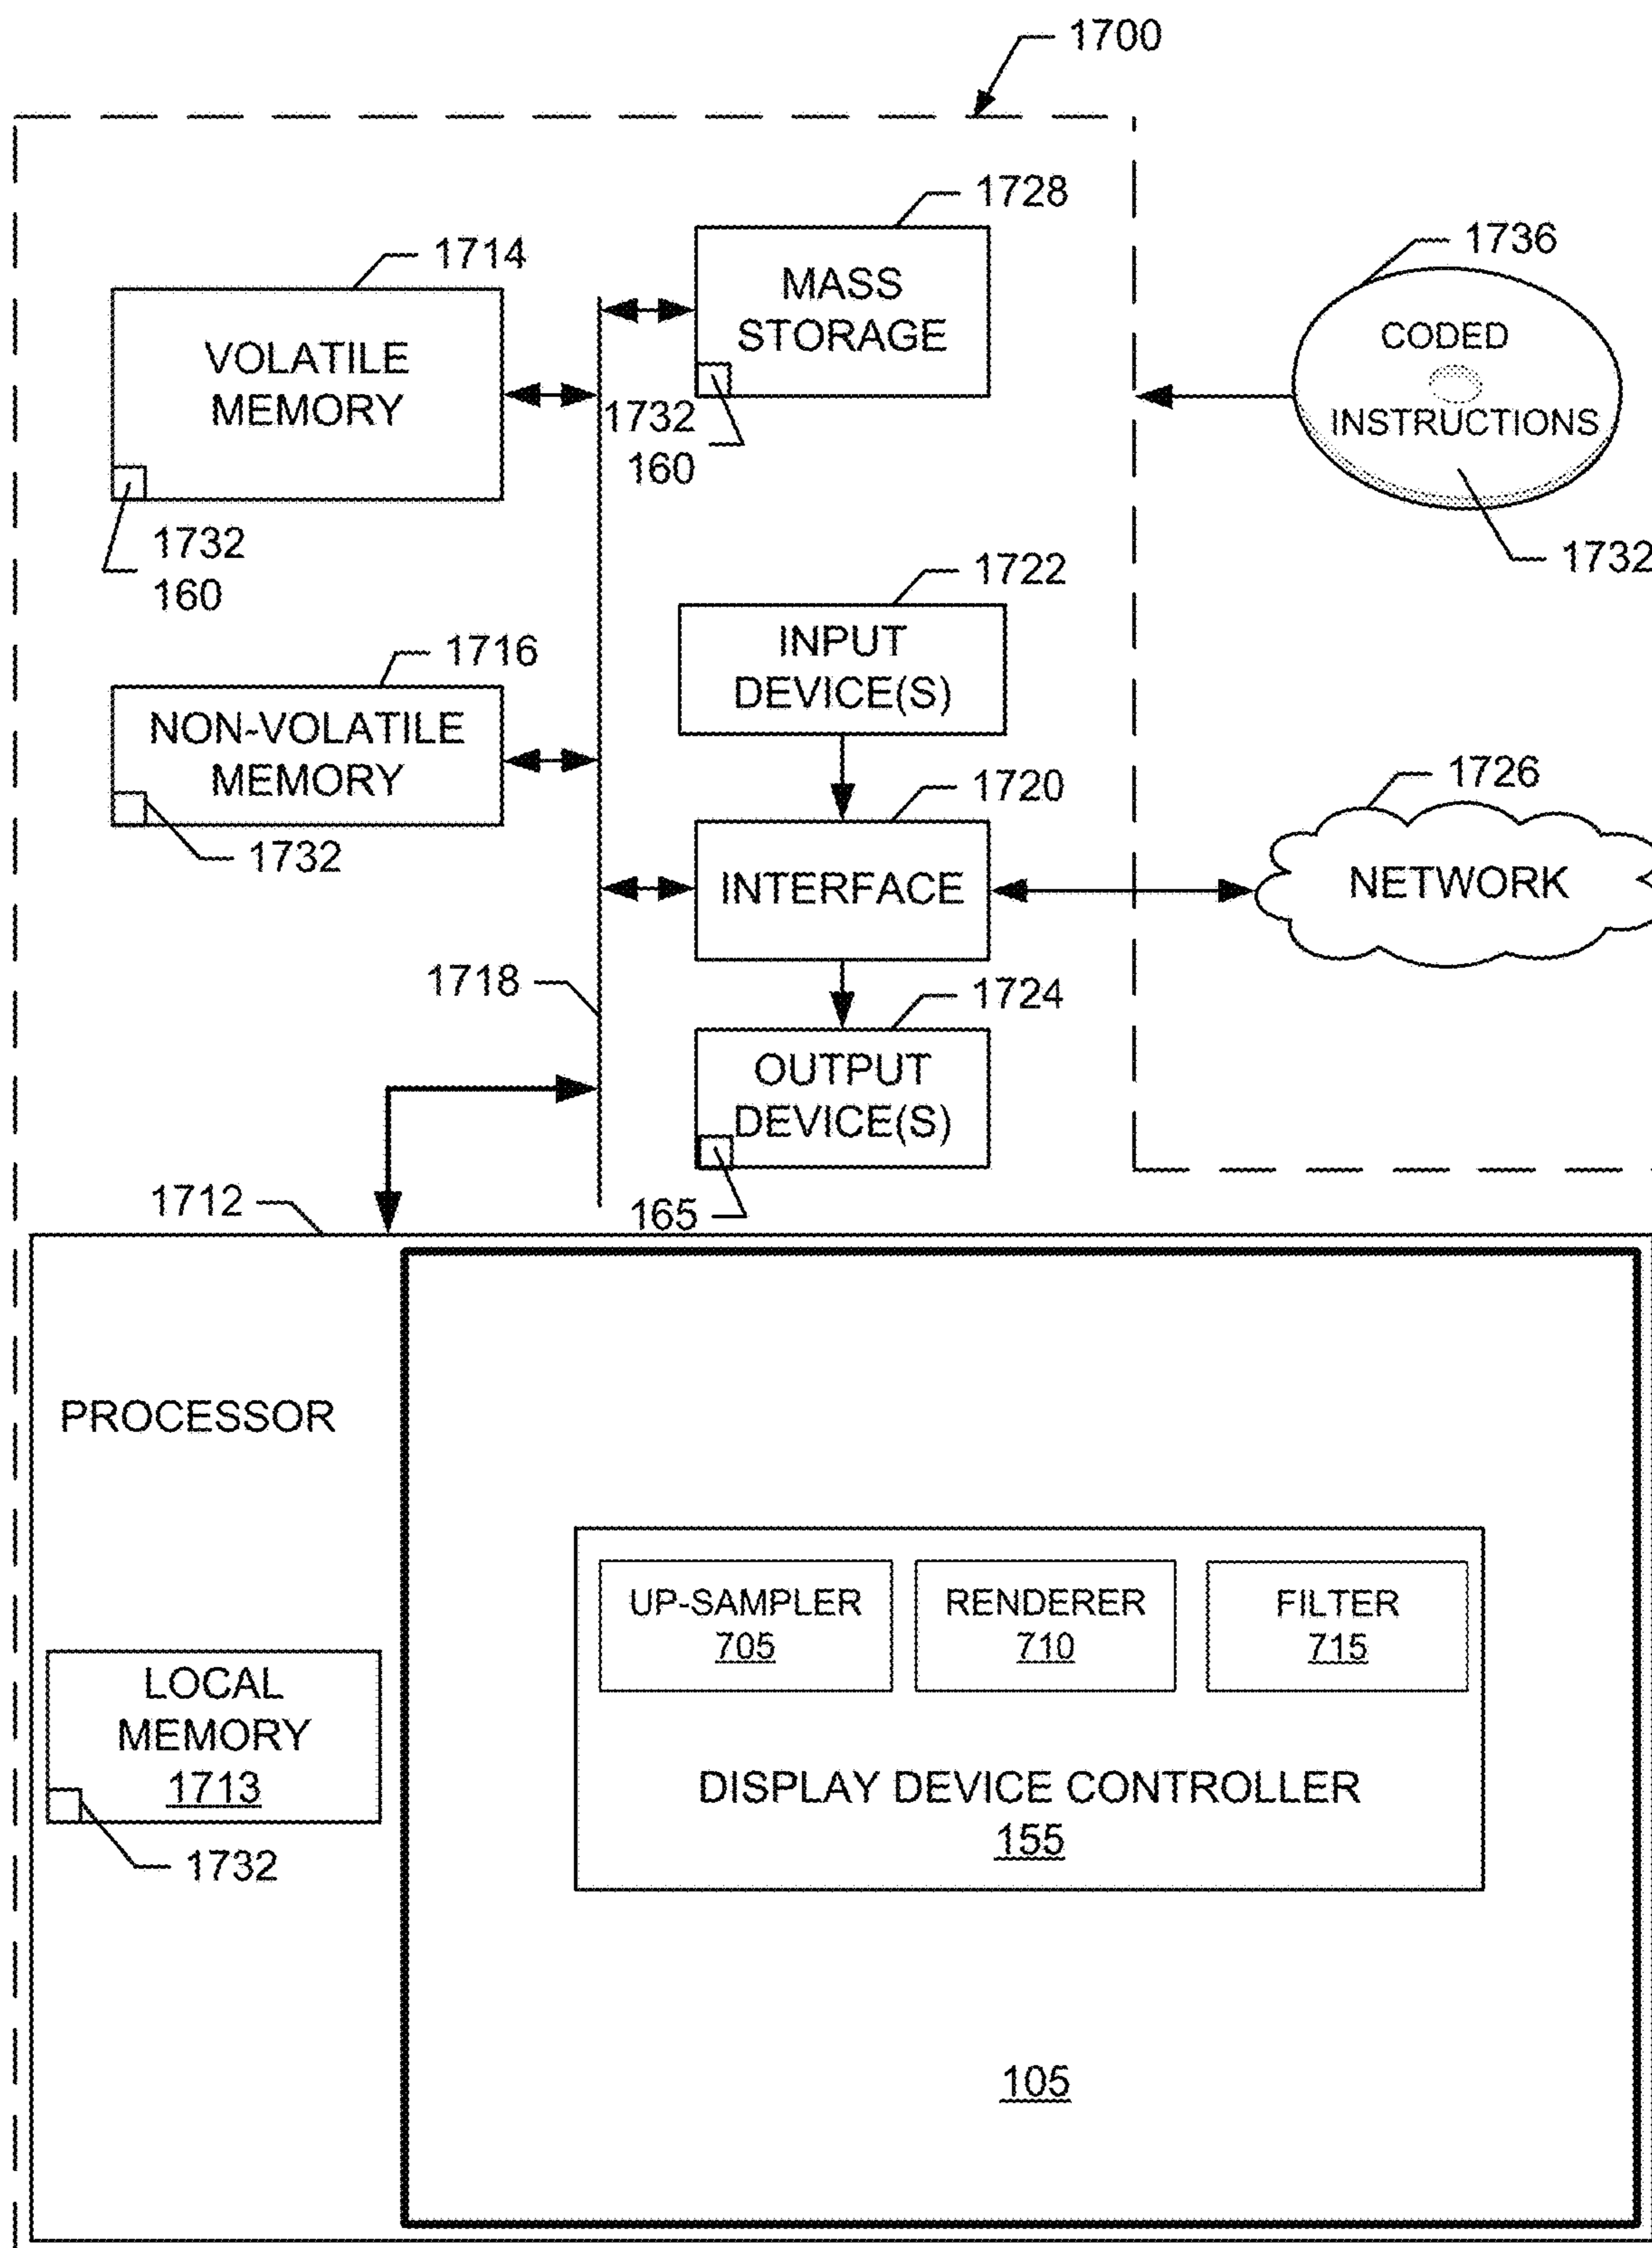 1700
1728
1714
1736
MASS
STORAGE
VOLATILE
MEMORY
CODED
INSTRUCTIONS
1732
160
1732
160
1732
1722
INPUT
DEVICE(S)
1716
NON-VOLATILE
MEMORY
1732
1720
INTERFACE
1726
NETWORK
1718
1724
OUTPUT
DEVICE(S)
165
1712
PROCESSOR
UP-SAMPLER
705
RENDERER
710
FILTER
715
LOCAL
MEMORY
1713
1732
DISPLAY DEVICE CONTROLLER
155
105